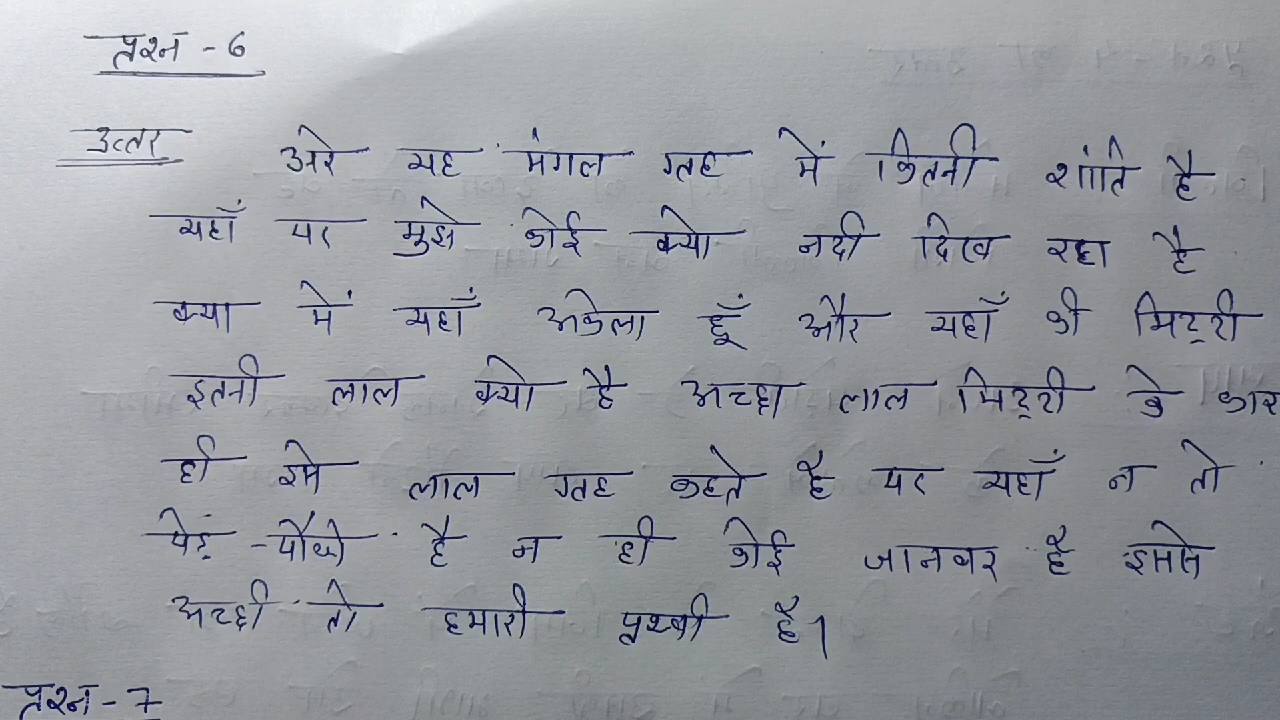 प्रश्न - 6
उत्तर अरे यह मंगल ग्रह में कितनी शांति है
यहाँ पर मुझे कोई क्यो नदी दिख रहा है
क्या में यहाँ अकेला हूँ और यहाँ की मिट्टी
इतनी लाल क्यो है अच्छा लाल मिट्टी के कार
ही इसे लाल ग्रह कहते है पर यहाँ न तो
पेड़ - पौधो है न ही कोई जानवर है इससे
अच्छी तो हमारी पृथ्वी है।
प्रश्न - 7